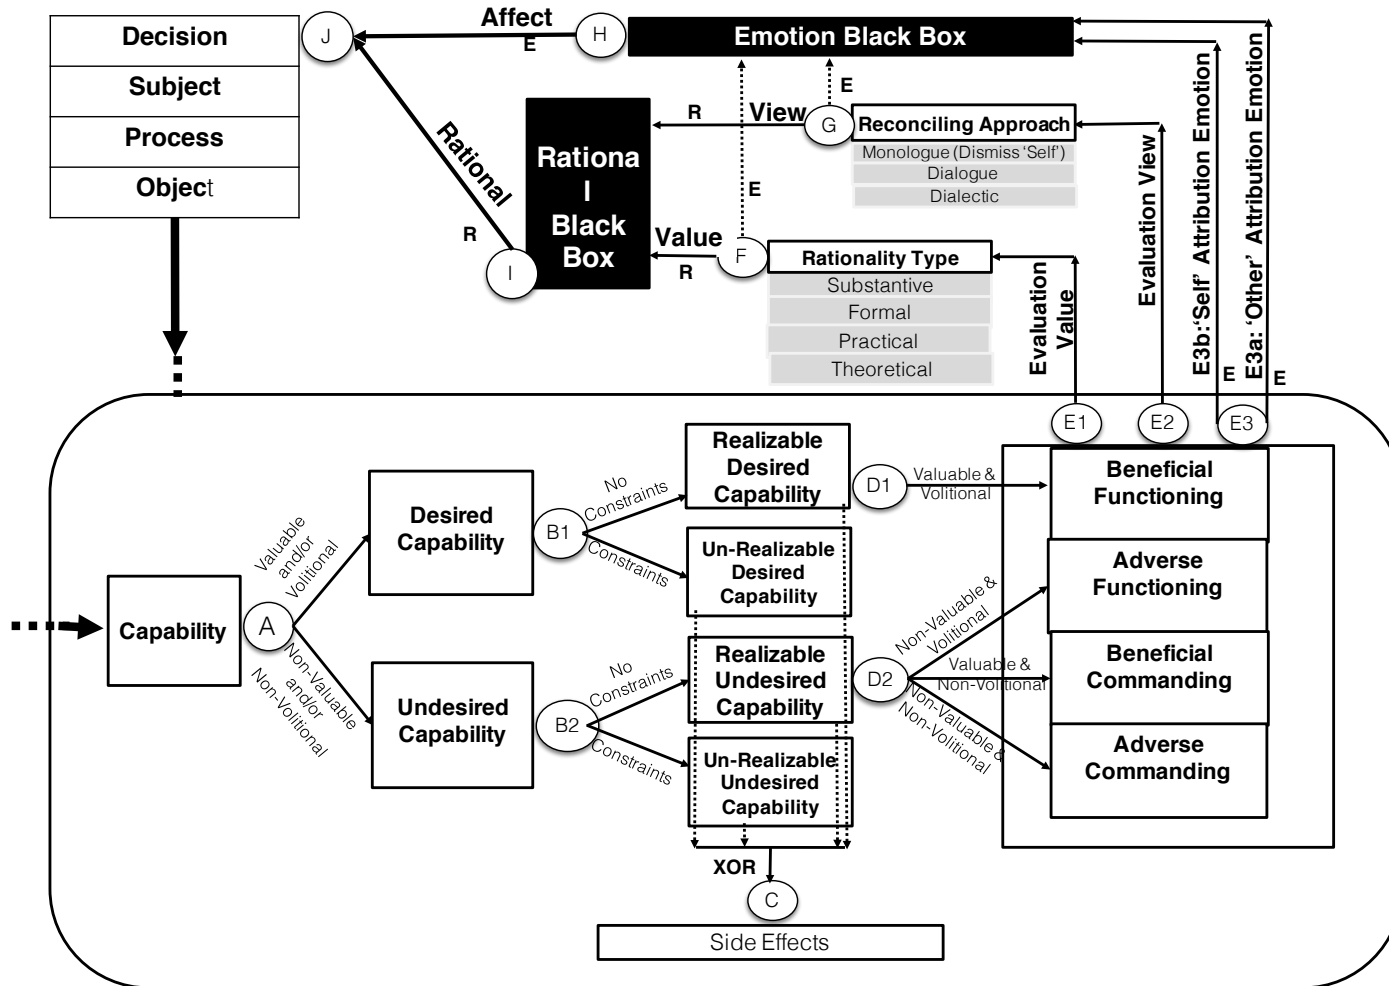 Decision
Subject
Process
Object
J
Affect
E
H
Emotion Black Box
Rational
R
I
Rationa
l
Black
Box
R
View
E
G
Reconciling Approach
Monologue (Dismiss ‘Self’)
Dialogue
Dialectic
E
Value
R
F
Rationality Type
Substantive
Formal
Practical
Theoretical
Evaluation
Value
Evaluation View
E3b:‘Self’ Attribution Emotion
E
E3a: ‘Other’ Attribution Emotion
E
E1
E2
E3
Capability
A
Valuable
and/or
Volitional
Non-Valuable
and/or
Non-Volitional
Desired
Capability
Undesired
Capability
B1
No
Constraints
Constraints
B2
No
Constraints
Constraints
Realizable
Desired
Capability
Un-Realizable
Desired
Capability
Realizable
Undesired
Capability
Un-Realizable
Undesired
Capability
D1
Valuable &
Volitional
D2
Non-Valuable &
Volitional
Valuable &
Non-Volitional
Non-Valuable &
Non-Volitional
Beneficial
Functioning
Adverse
Functioning
Beneficial
Commanding
Adverse
Commanding
XOR
C
Side Effects